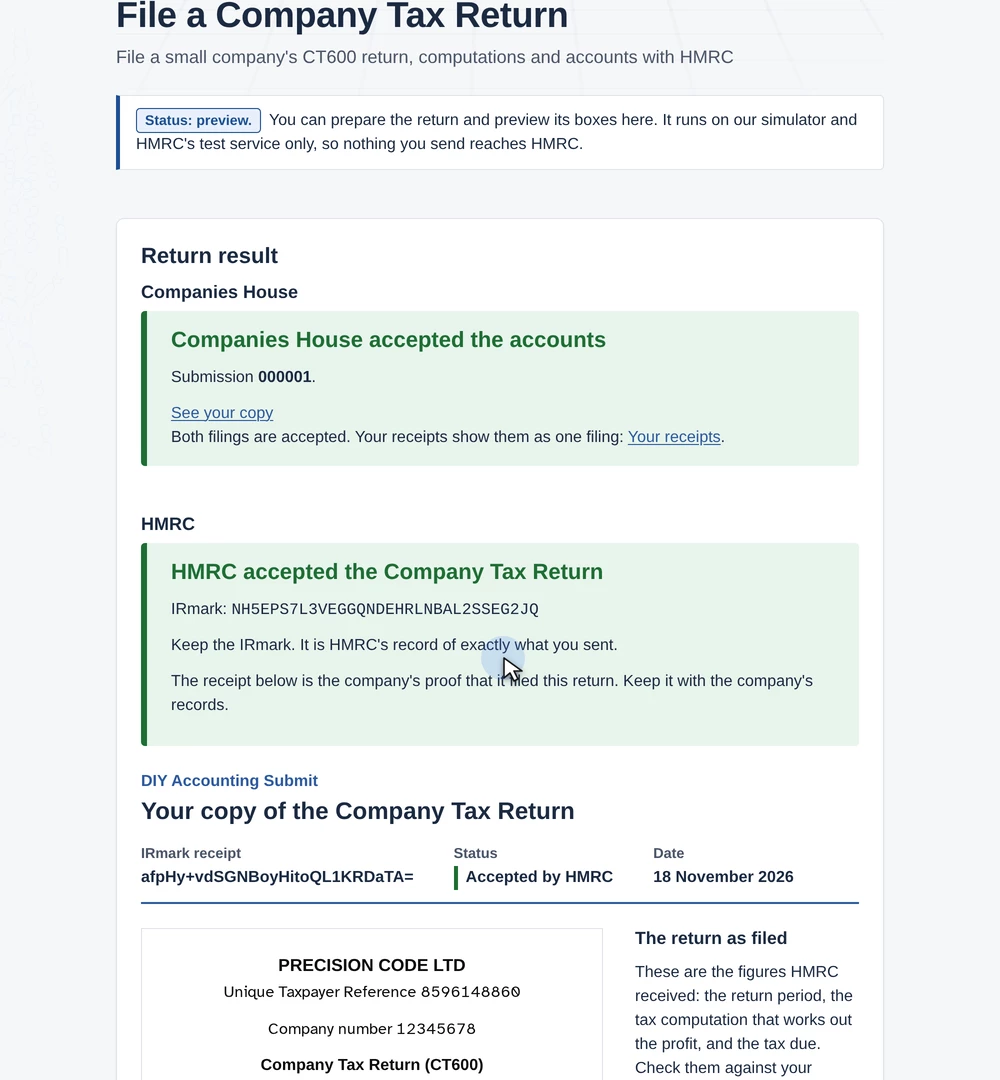 File a Company Tax Return
File a small company's CT600 return, computations and accounts with HMRC
Status: preview. You can prepare the return and preview its boxes here. It runs on our simulator and
HMRC's test service only, so nothing you send reaches HMRC.
Return result
Companies House
Companies House accepted the accounts
Submission 000001.
See your copy
Both filings are accepted. Your receipts show them as one filing: Your receipts.
HMRC
HMRC accepted the Company Tax Return
IRmark: NH5EPS7L3VEGGQNDEHRLNBAL2SSEG2JQ
Keep the IRmark. It is HMRC's record of exactly what you sent.
The receipt below is the company's proof that it filed this return. Keep it with the company's
records.
DIY Accounting Submit
Your copy of the Company Tax Return
IRmark receipt
Status
Date
afpHy+vdSGNBoyHitoQL1KRDaTA=
Accepted by HMRC
18 November 2026
PRECISION CODE LTD
Unique Taxpayer Reference 8596148860
Company number 12345678
Company Tax Return (CT600)
The return as filed
These are the figures HMRC
received: the return period, the
tax computation that works out
the profit, and the tax due.
Check them against your